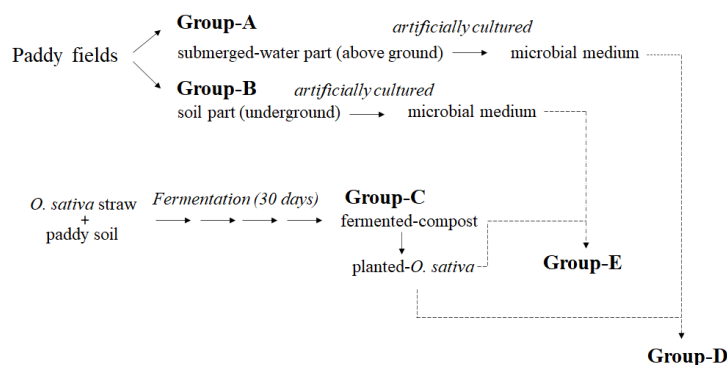 Group-A
artificially cultured
Paddy fields
submerged-water part (above ground)
microbial medium
Group-B
artificially cultured
soil part (underground)
microbial medium
O. sativa straw
+
paddy soil
Fermentation (30 days)
Group-C
fermented-compost
planted-O. sativa
Group-E
Group-D